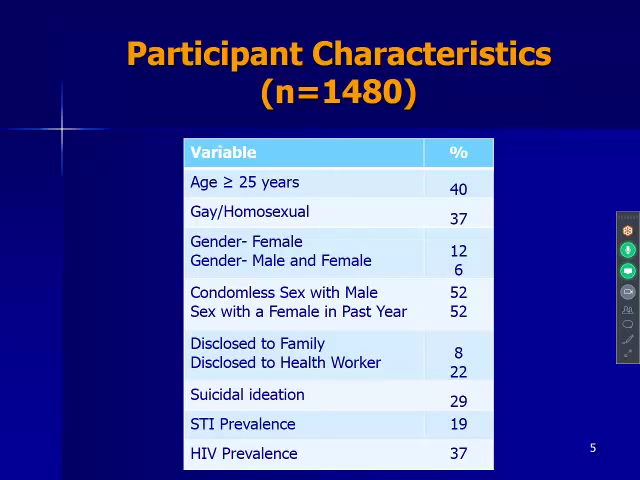 Participant Characteristics
(n=1480)
Variable %
Age ≥ 25 years 40
Gay/Homosexual 37
Gender- Female 12
Gender- Male and Female 6
Condomless Sex with Male 52
Sex with a Female in Past Year 52
Disclosed to Family 8
Disclosed to Health Worker 22
Suicidal ideation 29
STI Prevalence 19
HIV Prevalence 37
5